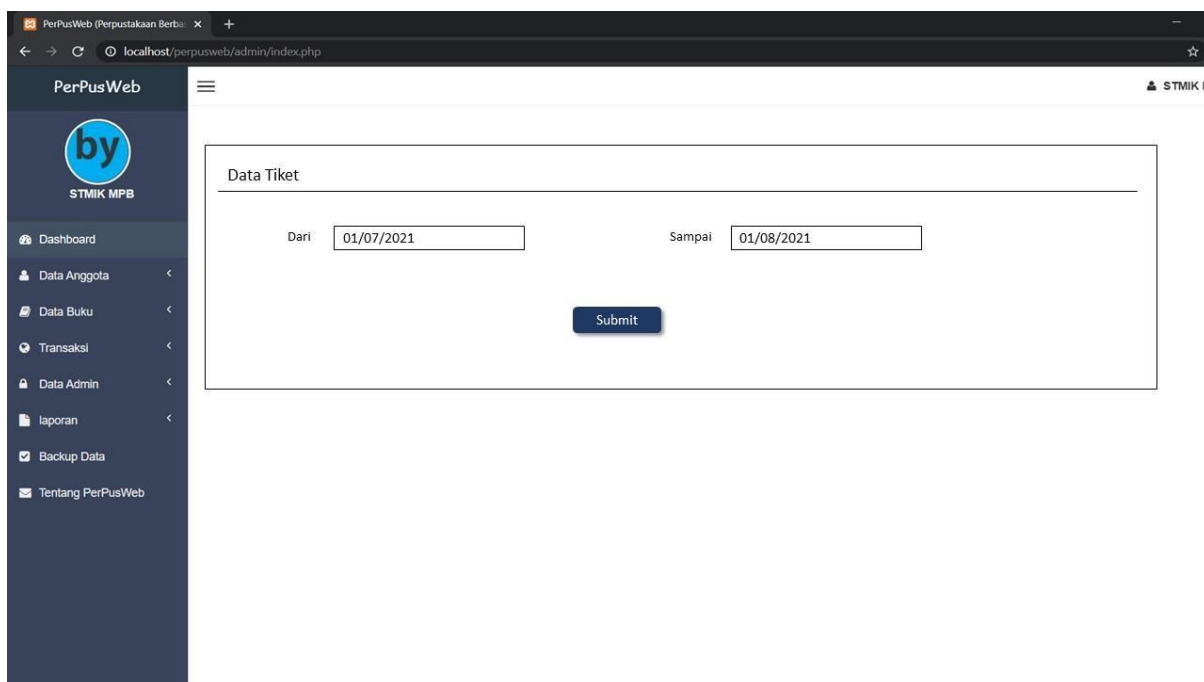 PerPusWeb (Perpustakaan Berba
localhost/perpusweb/admin/index.php
PerPusWeb
STMIK
by
STMIK MPB
Data Tiket
Dari 01/07/2021 Sampai 01/08/2021
Submit
Dashboard
Data Anggota
Data Buku
Transaksi
Data Admin
laporan
Backup Data
Tentang PerPusWeb